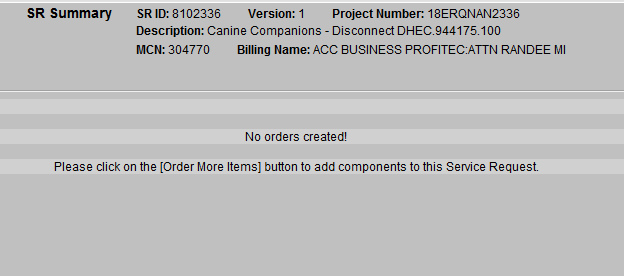 SR Summary SR ID: 8102336 Version: 1 Project Number: 18ERQNAN2336
Description: Canine Companions - Disconnect DHEC.944175.100
MCN: 304770 Billing Name: ACC BUSINESS PROFITEC:ATTN RANDEE MI
No orders created!
Please click on the [Order More Items] button to add components to this Service Request.